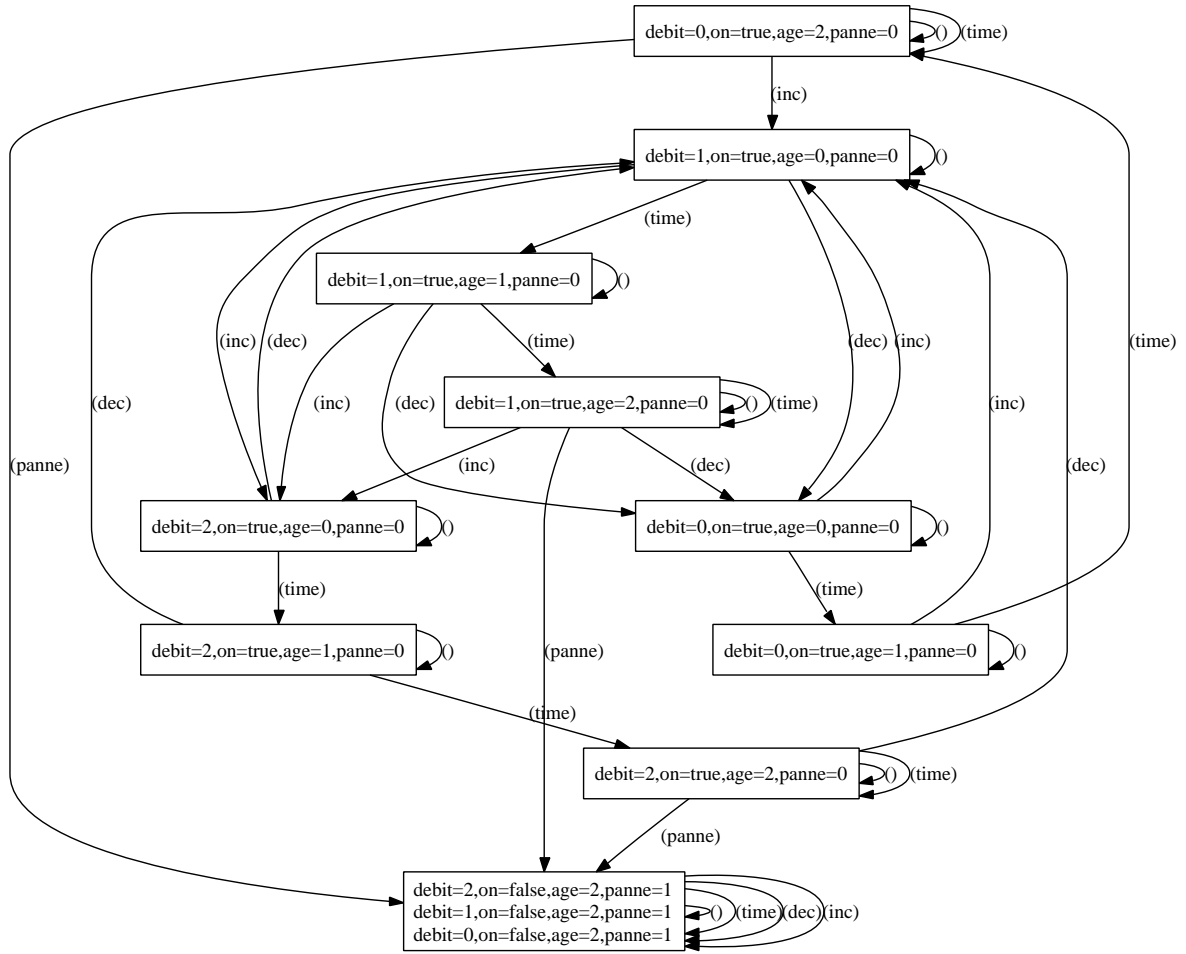 debit=0,on=true,age=2,panne=0
()
(time)
(inc)
debit=1,on=true,age=0,panne=0
()
(time)
debit=1,on=true,age=1,panne=0
()
(inc)
(dec)
(time)
(dec)
(inc)
(time)
(dec)
(inc)
(dec)
debit=1,on=true,age=2,panne=0
()
(time)
(inc)
(panne)
(inc)
(dec)
(dec)
debit=2,on=true,age=0,panne=0
()
debit=0,on=true,age=0,panne=0
()
(time)
(time)
debit=2,on=true,age=1,panne=0
()
(panne)
debit=0,on=true,age=1,panne=0
()
(time)
debit=2,on=true,age=2,panne=0
()
(time)
(panne)
debit=2,on=false,age=2,panne=1
debit=1,on=false,age=2,panne=1
debit=0,on=false,age=2,panne=1
()
(time)
(dec)
(inc)